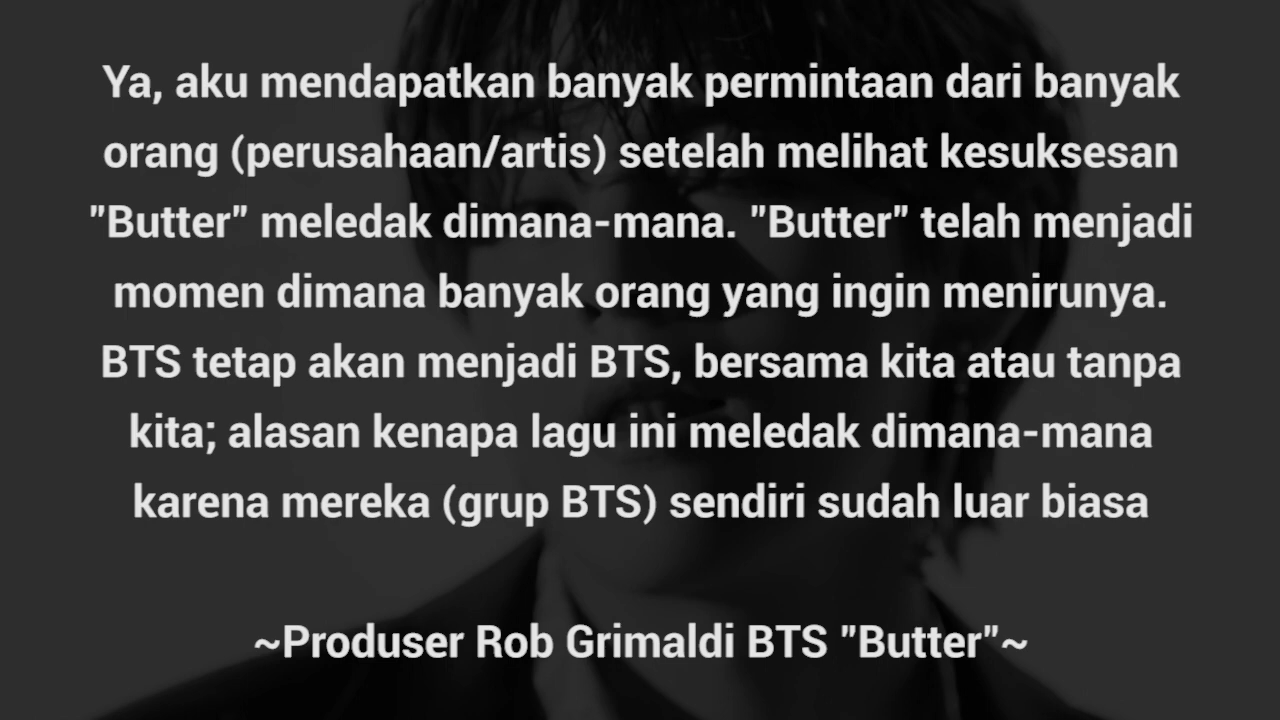 Ya, aku mendapatkan banyak permintaan dari banyak
orang (perusahaan/artis) setelah melihat kesuksesan
"Butter" meledak dimana-mana. "Butter" telah menjadi
momen dimana banyak orang yang ingin menirunya.
BTS tetap akan menjadi BTS, bersama kita atau tanpa
kita; alasan kenapa lagu ini meledak dimana-mana
karena mereka (grup BTS) sendiri sudah luar biasa
~Produser Rob Grimaldi BTS "Butter"~